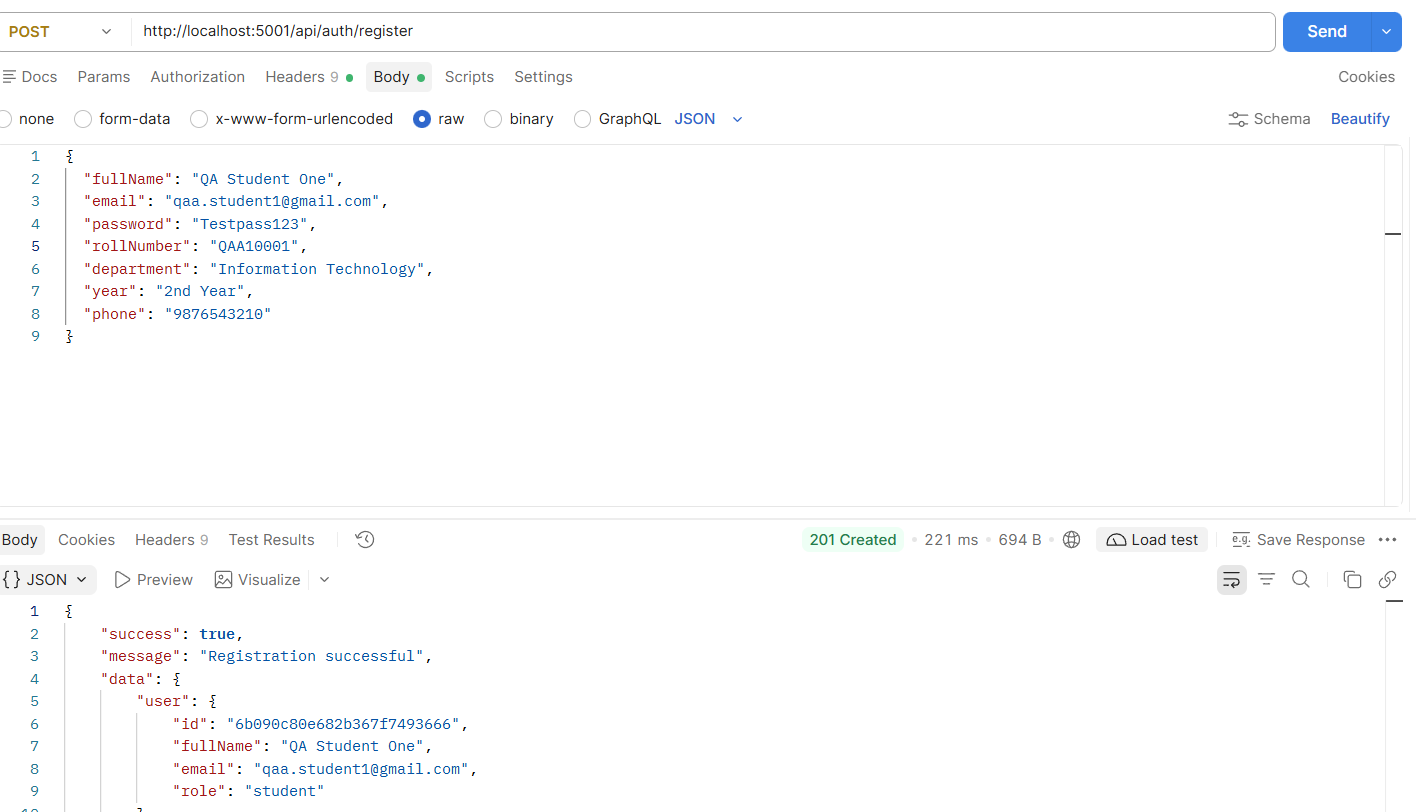 POST http://localhost:5001/api/auth/register Send
Docs Params Authorization Headers 9 Body Scripts Settings Cookies
none form-data x-www-form-urlencoded raw binary GraphQL JSON Schema Beautify
1 {
2 "fullName": "QA Student One",
3 "email": "qaa.student1@gmail.com",
4 "password": "Testpass123",
5 "rollNumber": "QAA10001",
6 "department": "Information Technology",
7 "year": "2nd Year",
8 "phone": "9876543210"
9 }
Body Cookies Headers 9 Test Results 201 Created • 221 ms • 694 B • Load test e.g. Save Response
{} JSON Preview Visualize
1 {
2 "success": true,
3 "message": "Registration successful",
4 "data": {
5 "user": {
6 "id": "6b090c80e682b367f7493666",
7 "fullName": "QA Student One",
8 "email": "qaa.student1@gmail.com",
9 "role": "student"